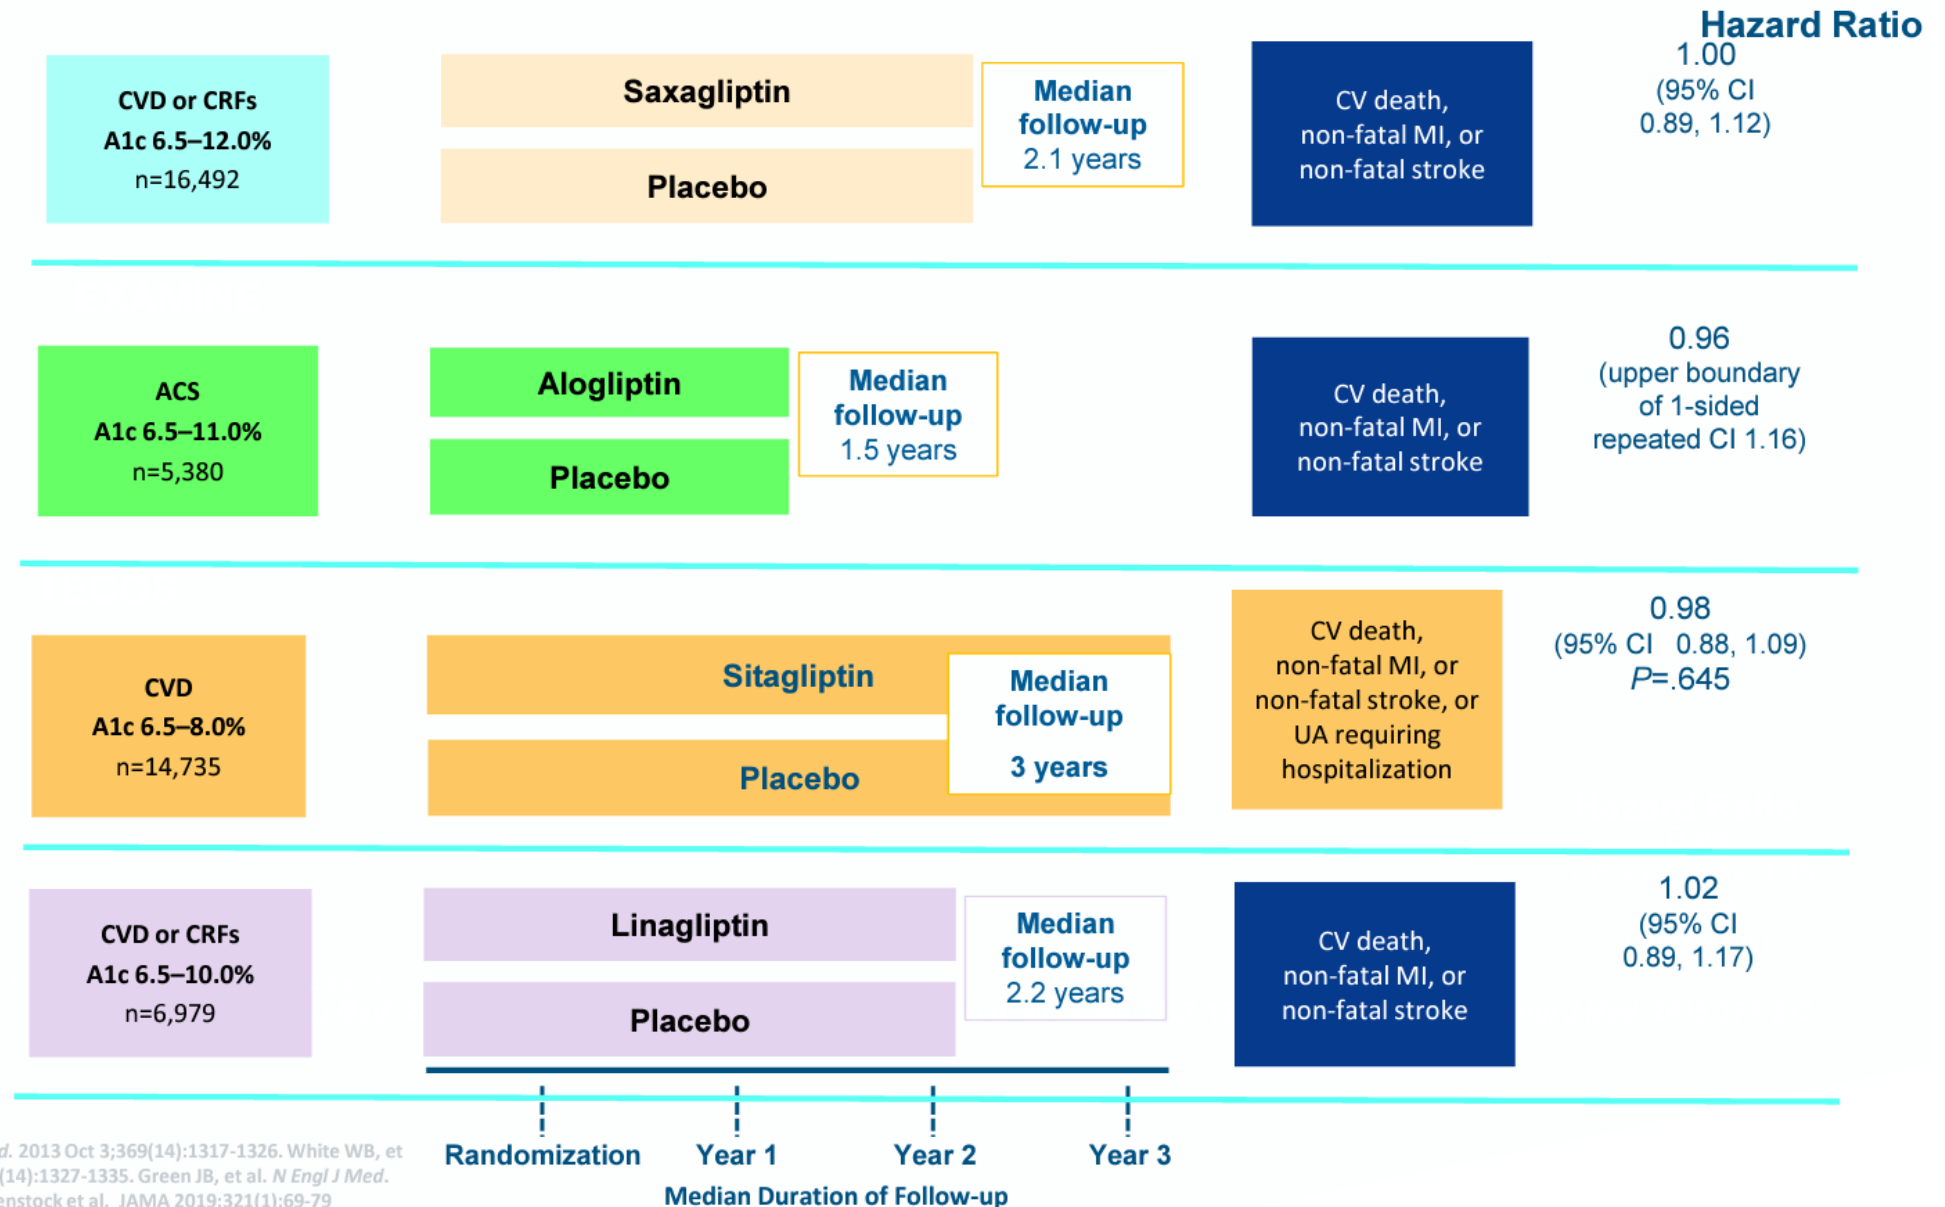 Hazard Ratio
CVD or CRFs
A1c 6.5–12.0%
n=16,492
Saxagliptin
Placebo
Median
follow-up
2.1 years
CV death,
non-fatal MI, or
non-fatal stroke
1.00
(95% CI
0.89, 1.12)
ACS
A1c 6.5–11.0%
n=5,380
Alogliptin
Placebo
Median
follow-up
1.5 years
CV death,
non-fatal MI, or
non-fatal stroke
0.96
(upper boundary
of 1-sided
repeated CI 1.16)
CVD
A1c 6.5–8.0%
n=14,735
Sitagliptin
Placebo
Median
follow-up
3 years
CV death,
non-fatal MI, or
non-fatal stroke, or
UA requiring
hospitalization
0.98
(95% CI 0.88, 1.09)
P=.645
CVD or CRFs
A1c 6.5–10.0%
n=6,979
Linagliptin
Placebo
Median
follow-up
2.2 years
CV death,
non-fatal MI, or
non-fatal stroke
1.02
(95% CI
0.89, 1.17)
Randomization Year 1 Year 2 Year 3
Median Duration of Follow-up
d. 2013 Oct 3;369(14):1317-1326. White WB, et
(14):1327-1335. Green JB, et al. N Engl J Med.
enstock et al. JAMA 2019;321(1):69-79